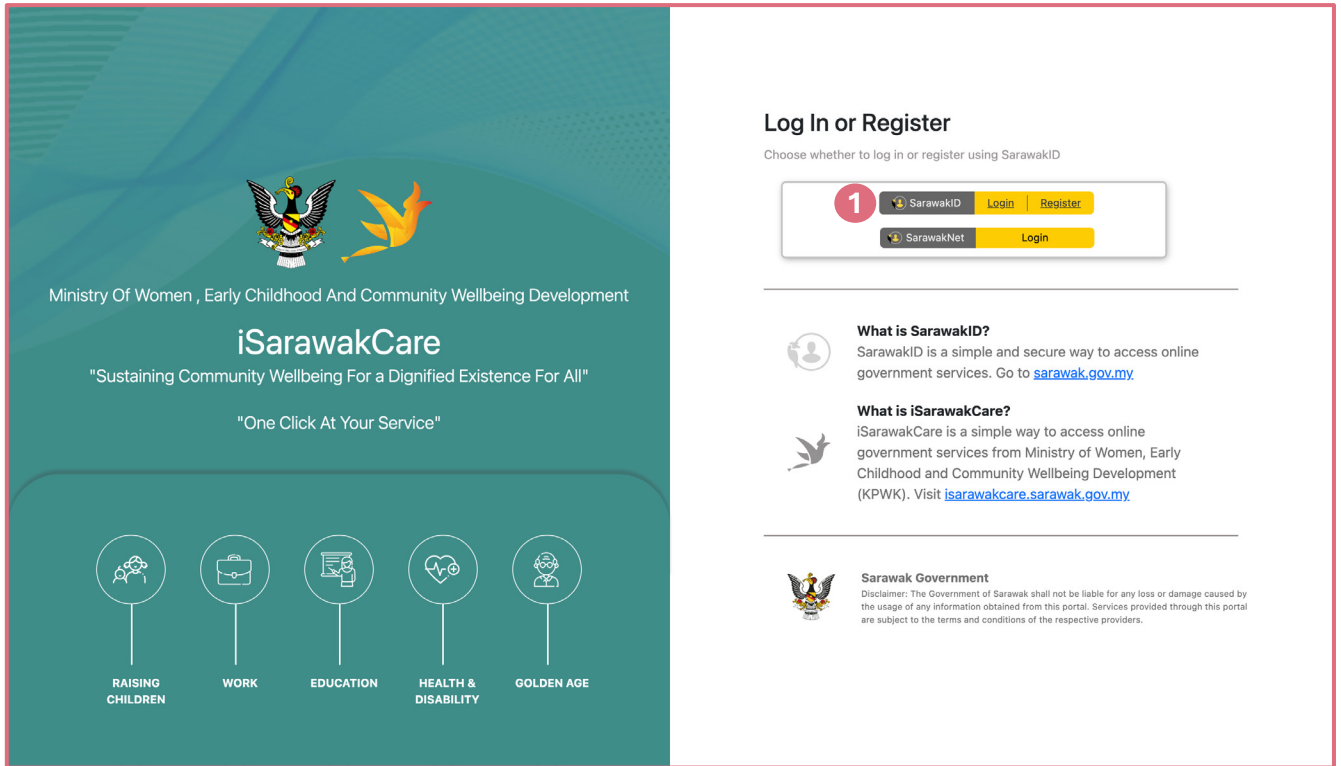 Ministry Of Women , Early Childhood And Community Wellbeing Development
iSarawakCare
"Sustaining Community Wellbeing For a Dignified Existence For All"
"One Click At Your Service"
RAISING
CHILDREN
WORK
EDUCATION
HEALTH &
DISABILITY
GOLDEN AGE
Log In or Register
Choose whether to log in or register using SarawakID
1 SarawakID Login Register
SarawakNet Login
What is SarawakID?
SarawakID is a simple and secure way to access online
government services. Go to sarawak.gov.my
What is iSarawakCare?
iSarawakCare is a simple way to access online
government services from Ministry of Women, Early
Childhood and Community Wellbeing Development
(KPWK). Visit isarawakcare.sarawak.gov.my
Sarawak Government
Disclaimer: The Government of Sarawak shall not be liable for any loss or damage caused by
the usage of any information obtained from this portal. Services provided through this portal
are subject to the terms and conditions of the respective providers.